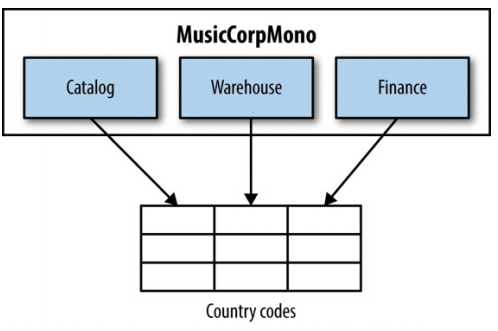 MusicCorpMono
Catalog
Warehouse
Finance
Country codes